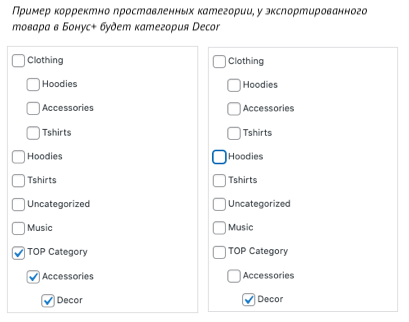 Пример корректно проставленных категории, у экспортированного
товара в Бонус+ будет категория Decor
Clothing
Hoodies
Accessories
Tshirts
Hoodies
Tshirts
Uncategorized
Music
TOP Category
Accessories
Decor
Clothing
Hoodies
Accessories
Tshirts
Hoodies
Tshirts
Uncategorized
Music
TOP Category
Accessories
Decor